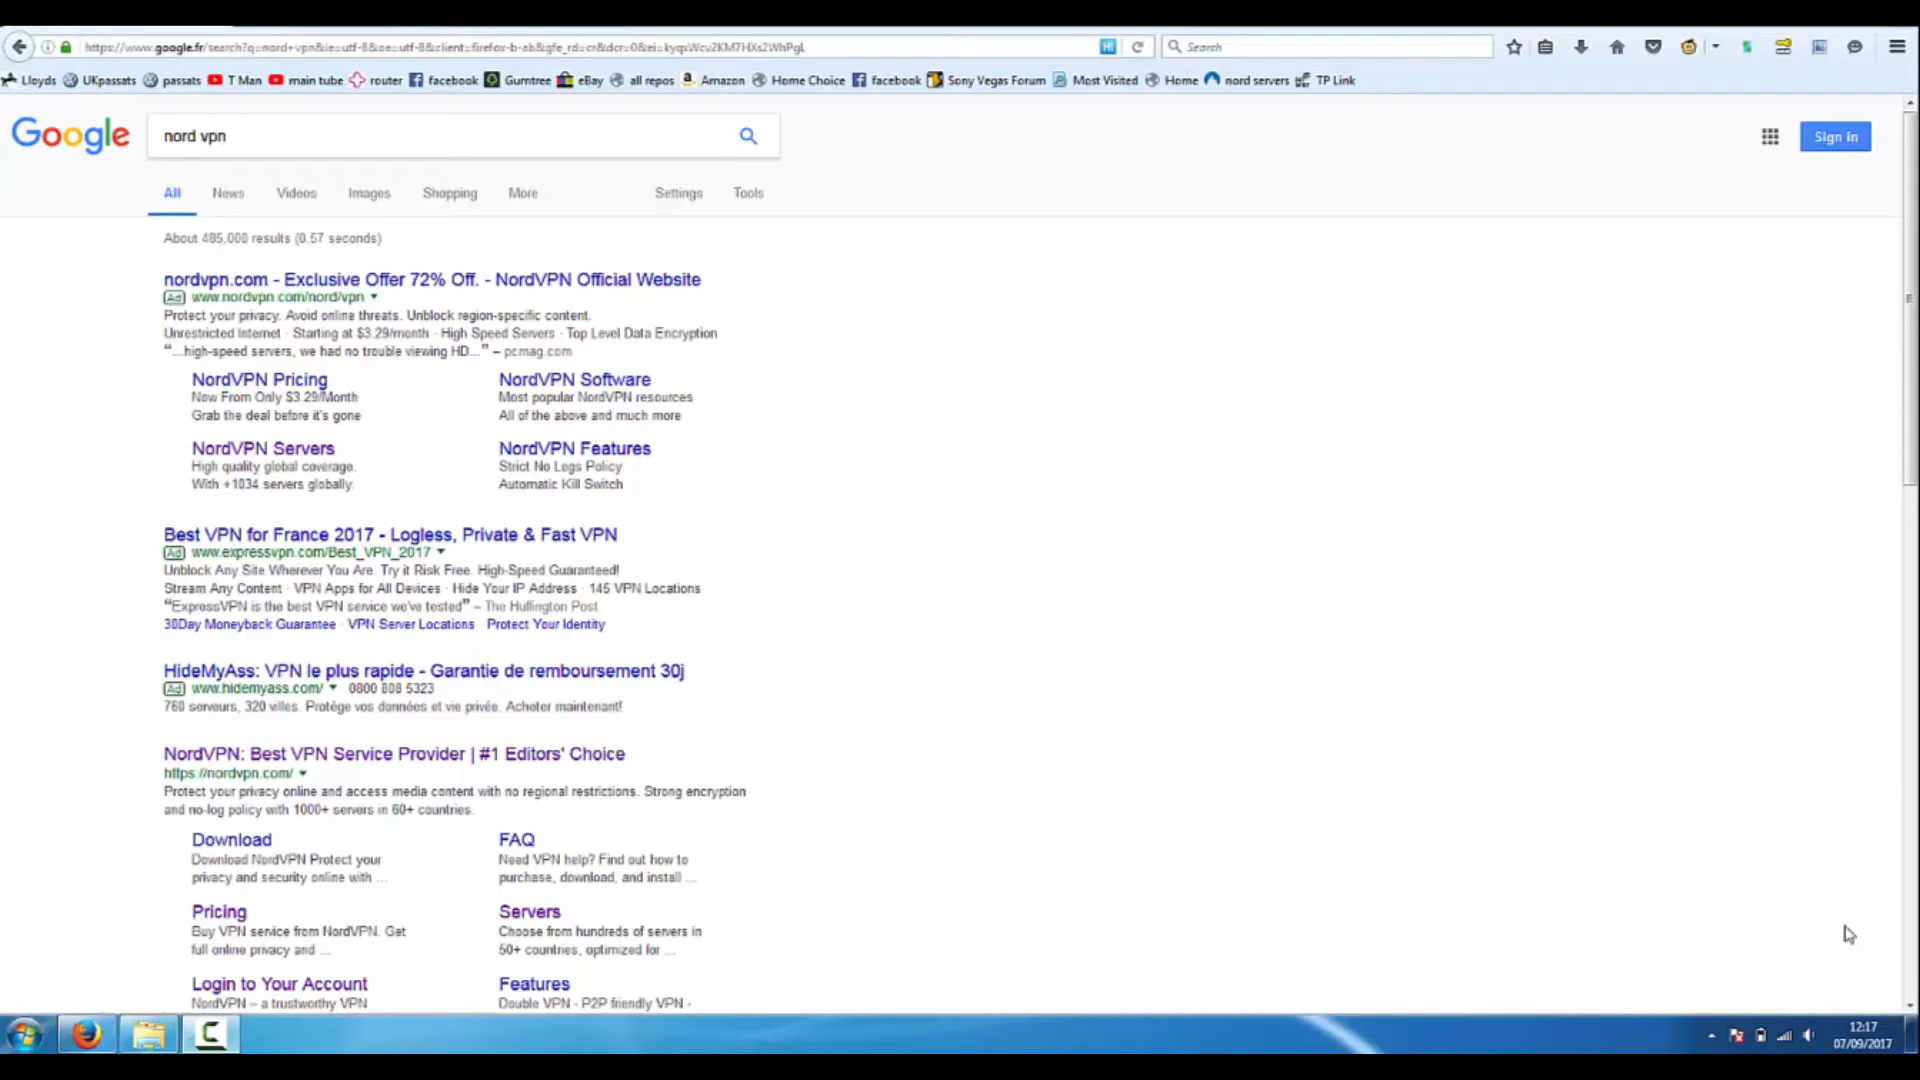 https://www.google.fr/search?q=nord+vpn&ie=utf-8&oe=utf-8&client=firefox-b-ab&gfe_rd=cr&dcr=0&ei=
Search
Lloyds UKpassats passats T Man main tube router facebook Gumtree eBay all repos Amazon Home Choice facebook Sony Vegas Forum Most Visited Home nord servers TP Link
Google
nord vpn
Sign in
All News Videos Images Shopping More Settings Tools
About 485,000 results (0.57 seconds)
nordvpn.com - Exclusive Offer 72% Off. - NordVPN Official Website
Ad www.nordvpn.com/nord/vpn
Protect your privacy. Avoid online threats. Unblock region-specific content.
Unrestricted Internet · Starting at $3.29/month · High Speed Servers · Top Level Data Encryption
"...high-speed servers, we had no trouble viewing HD..." – pcmag.com
NordVPN Pricing
Now From Only $3.29/Month
Grab the deal before it's gone
NordVPN Software
Most popular NordVPN resources
All of the above and much more
NordVPN Servers
High quality global coverage.
With +1034 servers globally.
NordVPN Features
Strict No Logs Policy
Automatic Kill Switch
Best VPN for France 2017 - Logless, Private & Fast VPN
Ad www.expressvpn.com/Best_VPN_2017
Unblock Any Site Wherever You Are. Try it Risk Free. High-Speed Guaranteed!
Stream Any Content · VPN Apps for All Devices · Hide Your IP Address · 145 VPN Locations
"ExpressVPN is the best VPN service we've tested" – The Huffington Post
30Day Moneyback Guarantee · VPN Server Locations · Protect Your Identity
HideMyAss: VPN le plus rapide - Garantie de remboursement 30j
Ad www.hidemyass.com/ 0800 808 5323
760 serveurs, 320 villes. Protège vos données et vie privée. Acheter maintenant!
NordVPN: Best VPN Service Provider | #1 Editors' Choice
https://nordvpn.com/
Protect your privacy online and access media content with no regional restrictions. Strong encryption
and no-log policy with 1000+ servers in 60+ countries.
Download
Download NordVPN Protect your
privacy and security online with ...
FAQ
Need VPN help? Find out how to
purchase, download, and install ...
Pricing
Buy VPN service from NordVPN. Get
full online privacy and ...
Servers
Choose from hundreds of servers in
50+ countries, optimized for ...
Login to Your Account
NordVPN – a trustworthy VPN
Features
Double VPN - P2P friendly VPN -
12:17
07/09/2017